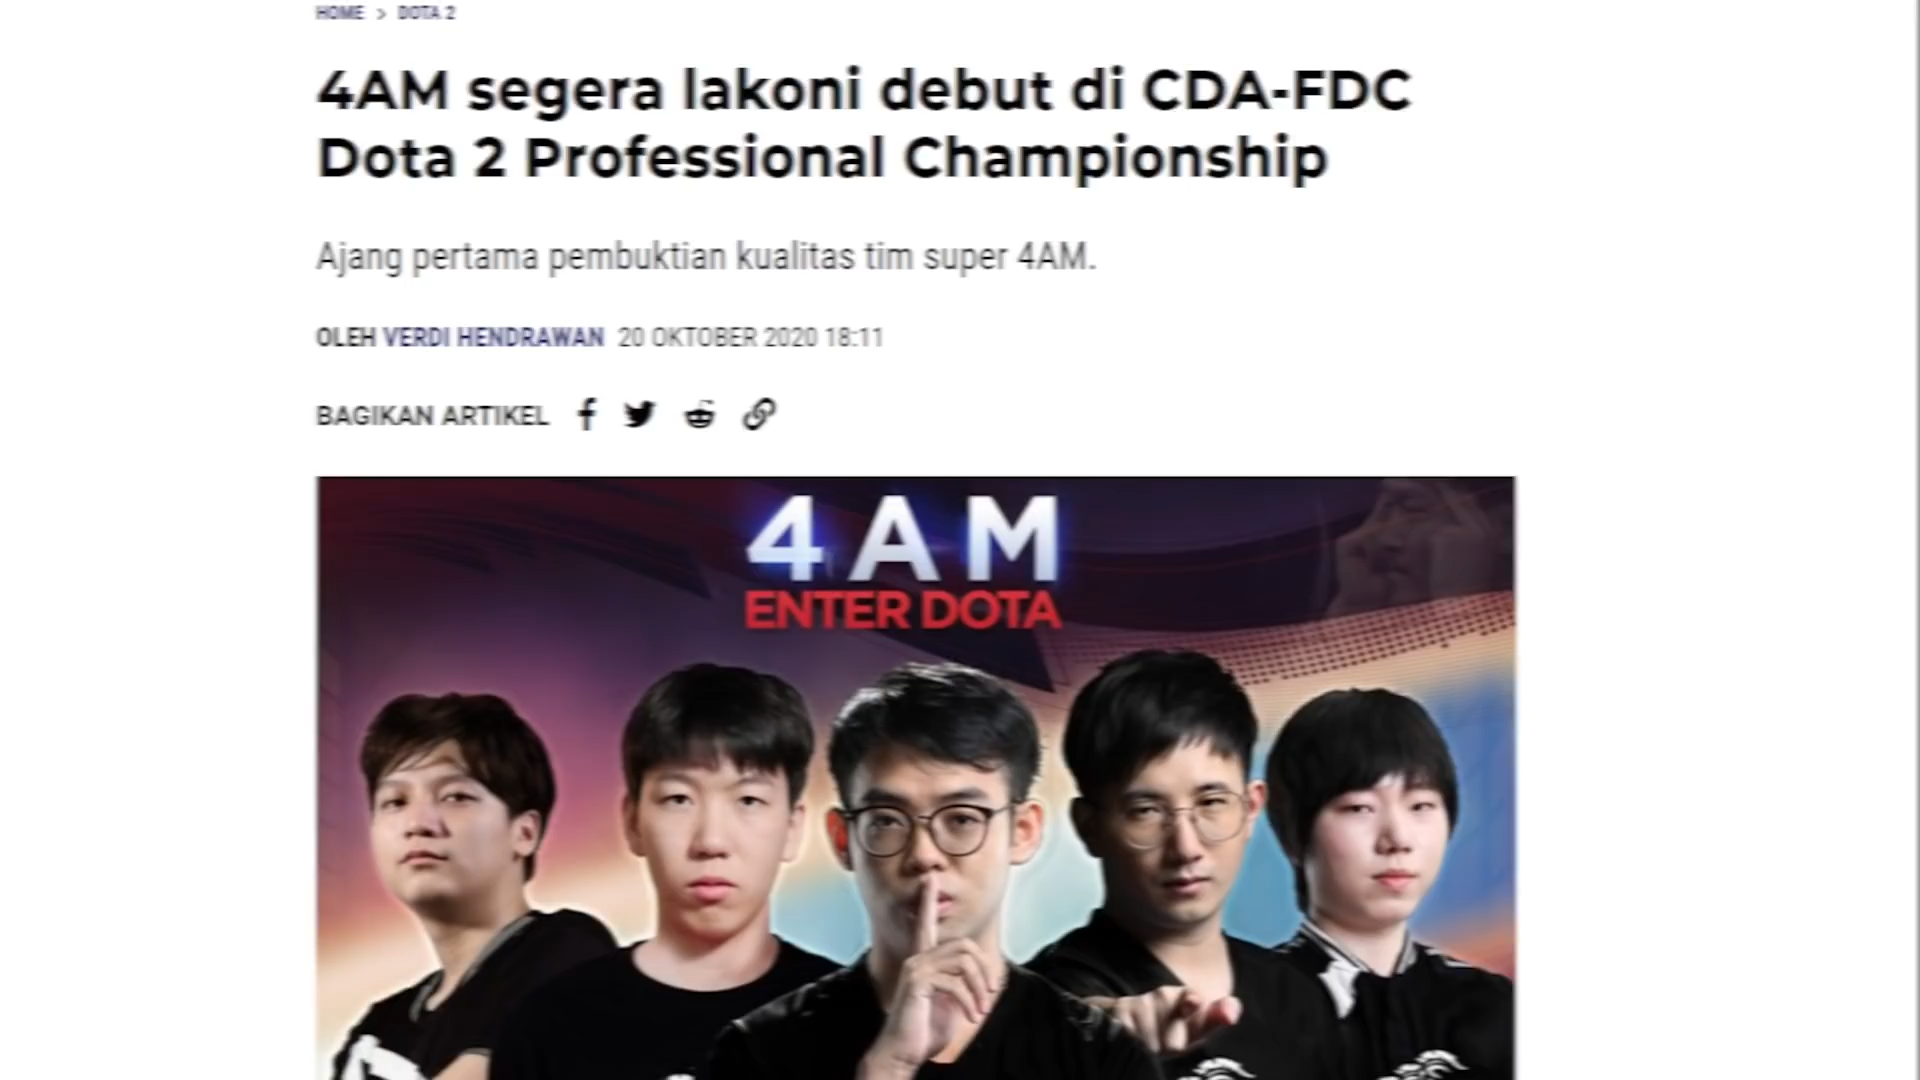 HOME > DOTA 2
4AM segera lakoni debut di CDA-FDC
Dota 2 Professional Championship
Ajang pertama pembuktian kualitas tim super 4AM.
OLEH VERDI HENDRAWAN 20 OKTOBER 2020 18:11
BAGIKAN ARTIKEL
4AM
ENTER DOTA